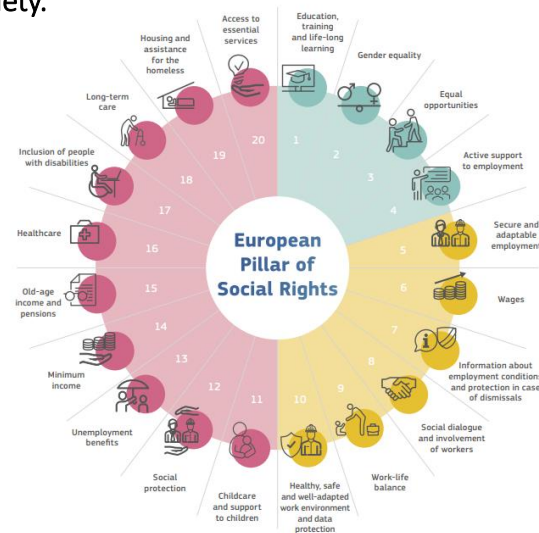 iety.
Access to
essential
services
Education,
training
and life-long
learning
Gender equality
Equal
opportunities
Active support
to employment
Secure and
adaptable
employment
Wages
Information about
employment condition
and protection in case
of dismissals
Social dialogue
and involvement
of workers
Work-life
balance
Healthy, safe
and well-adapted
work environment
and data
protection
Childcare
and support
to children
Social
protection
Unemployment
benefits
Minimum
income
Old-age
income and
pensions
Healthcare
Inclusion of people
with disabilities
Long-term
care
Housing and
assistance
for the
homeless
1
2
3
4
5
6
7
8
9
10
11
12
13
14
15
16
17
18
19
20
European
Pillar of
Social Rights